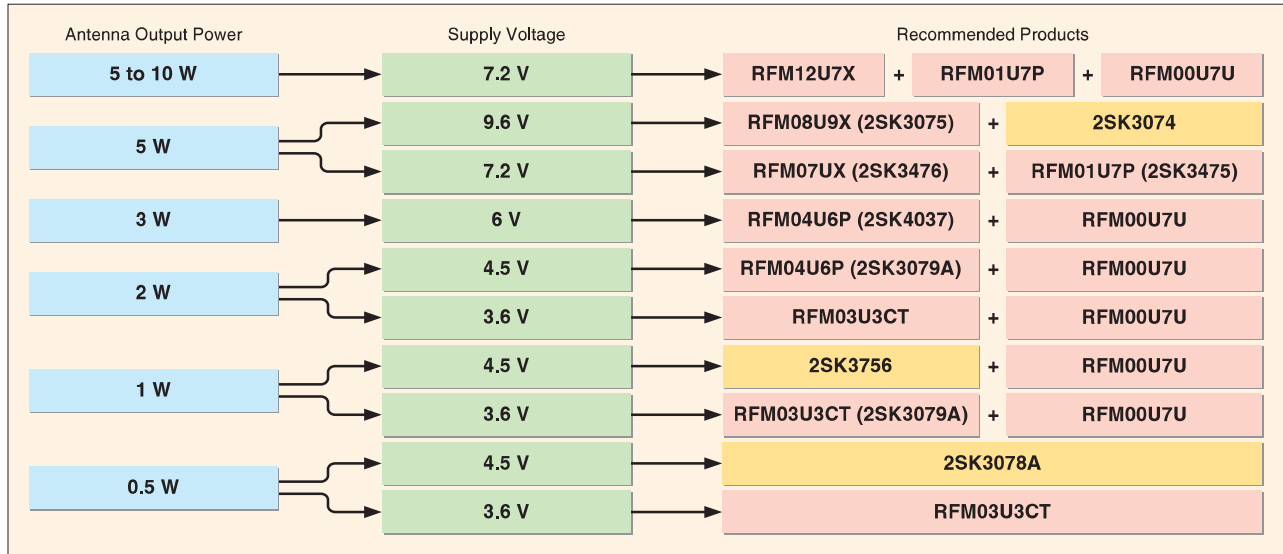 Antenna Output Power Supply Voltage Recommended Products
5 to 10 W 7.2 V RFM12U7X + RFM01U7P + RFM00U7U
5 W 9.6 V RFM08U9X (2SK3075) + 2SK3074
7.2 V RFM07UX (2SK3476) + RFM01U7P (2SK3475)
3 W 6 V RFM04U6P (2SK4037) + RFM00U7U
2 W 4.5 V RFM04U6P (2SK3079A) + RFM00U7U
3.6 V RFM03U3CT + RFM00U7U
1 W 4.5 V 2SK3756 + RFM00U7U
3.6 V RFM03U3CT (2SK3079A) + RFM00U7U
0.5 W 4.5 V 2SK3078A
3.6 V RFM03U3CT